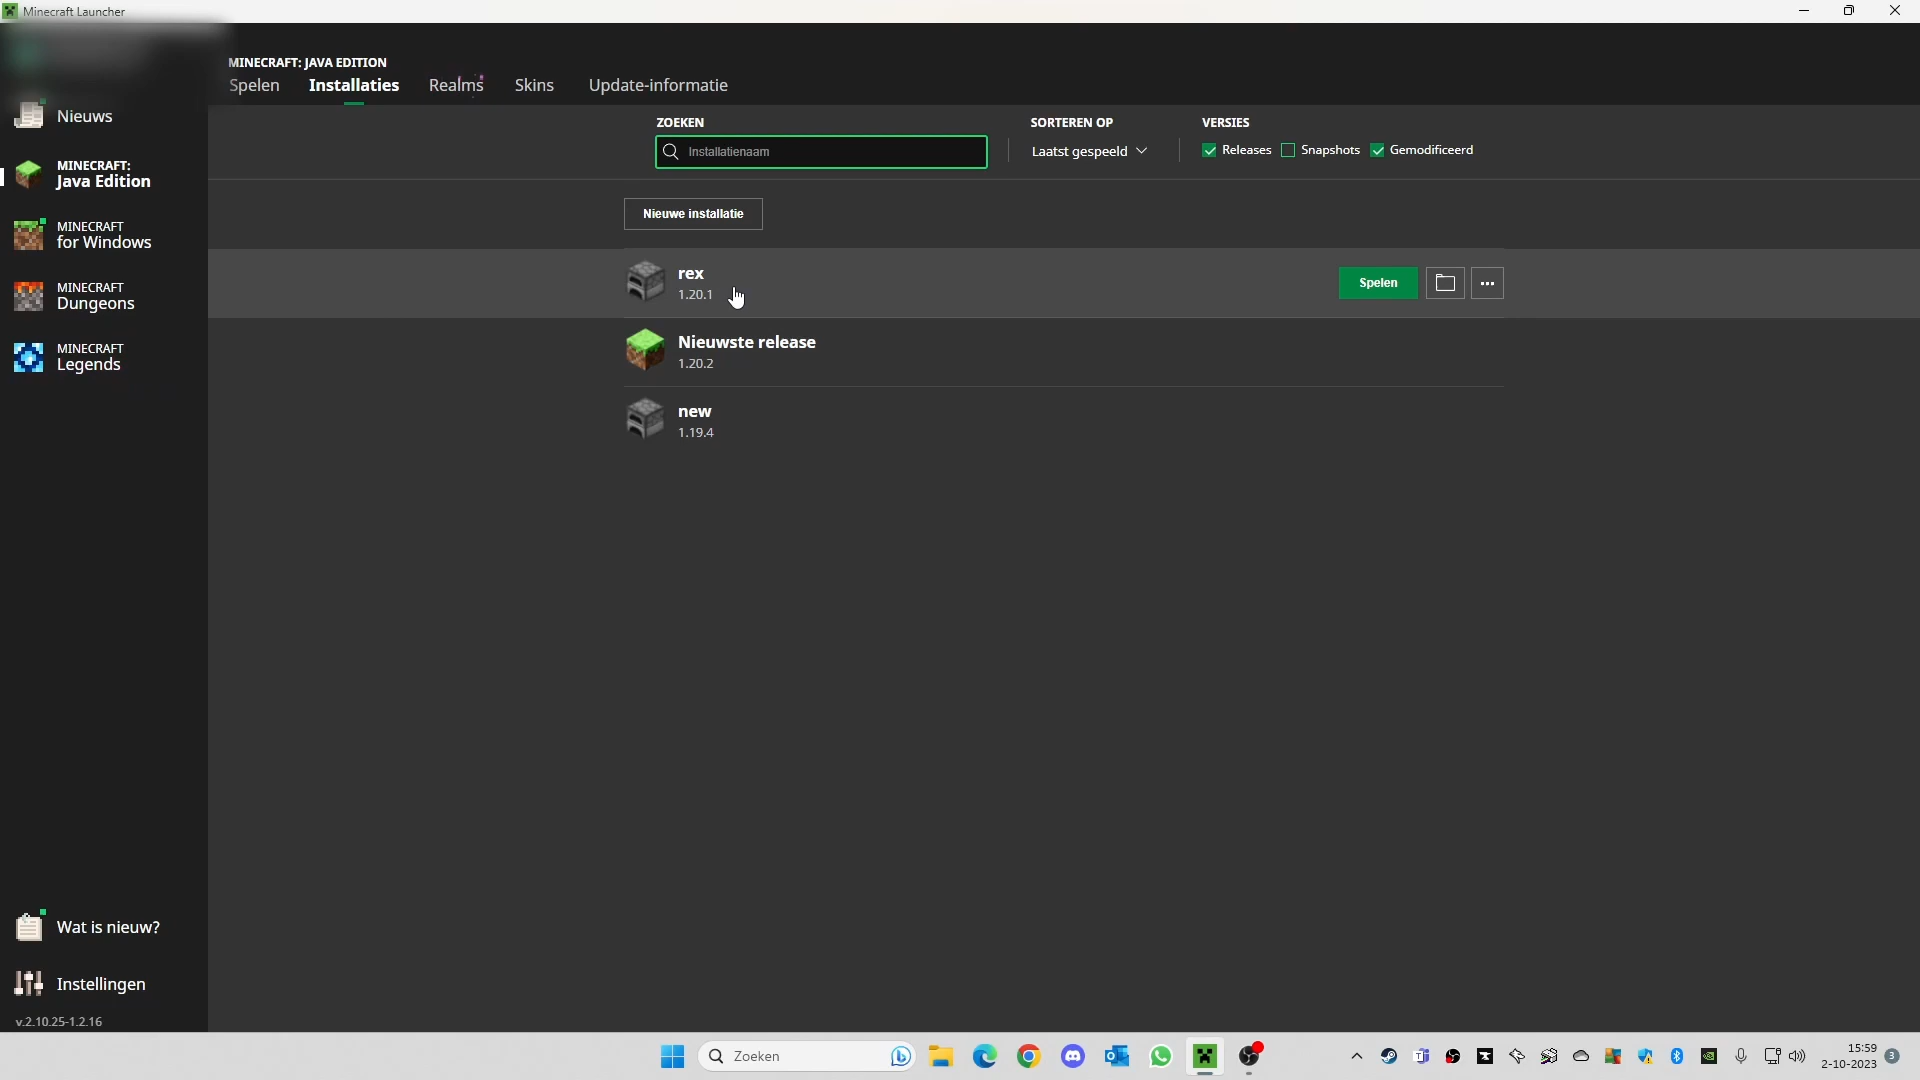 Minecraft Launcher
MINECRAFT: JAVA EDITION
Spelen Installaties Realms Skins Update-informatie
Nieuws
MINECRAFT:
Java Edition
MINECRAFT
for Windows
MINECRAFT
Dungeons
MINECRAFT
Legends
ZOEKEN
Installatienaam
SORTEREN OP
Laatst gespeeld
VERSIES
Releases Snapshots Gemodificeerd
Nieuwe installatie
rex
1.20.1
Spelen
...
Nieuwste release
1.20.2
new
1.19.4
Wat is nieuw?
Instellingen
v.2.10.25-1.2.16
Zoeken
15:59
2-10-2023
3